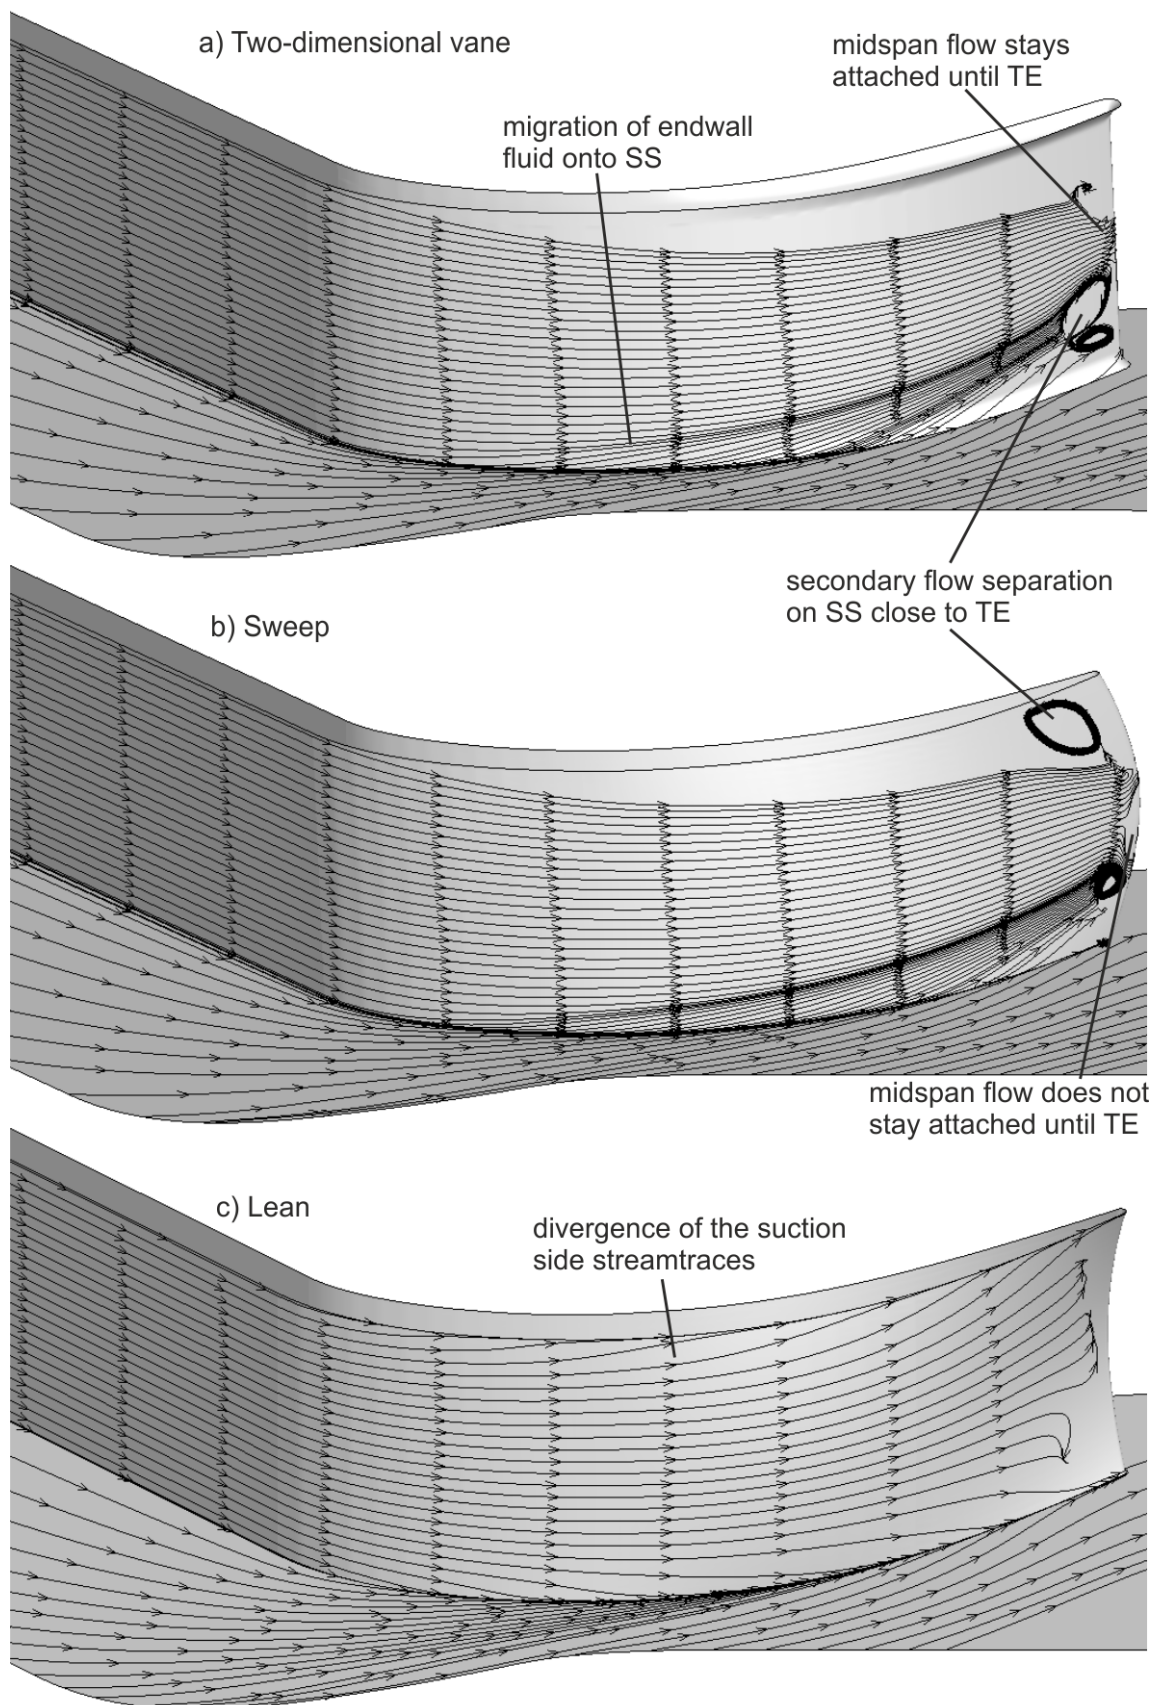 a) Two-dimensional vane
midspan flow stays
attached until TE
migration of endwall
fluid onto SS
secondary flow separation
on SS close to TE
b) Sweep
midspan flow does not
stay attached until TE
c) Lean
divergence of the suction
side streamtraces